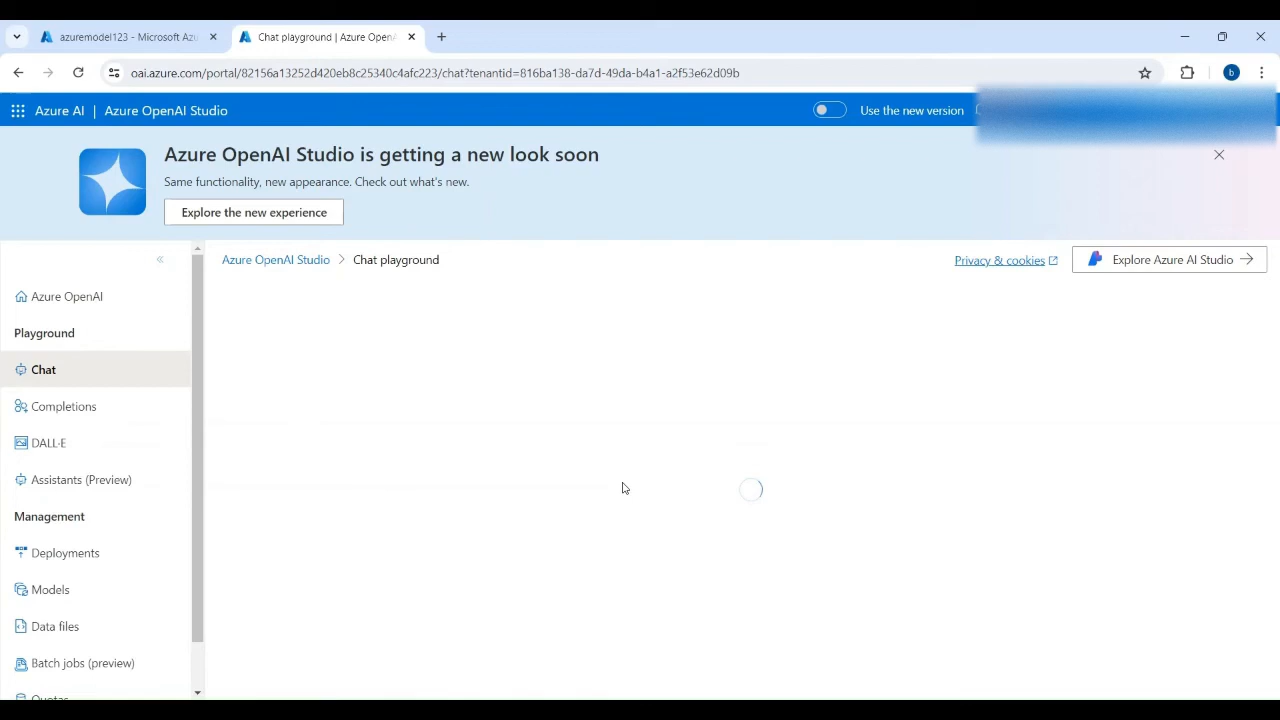 azuremodel123 - Microsoft Azu
Chat playground | Azure OpenA
oai.azure.com/portal/82156a13252d420eb8c25340c4afc223/chat?tenantid=816ba138-da7d-49da-b4a1-a2f53e62d09b
b
Azure AI | Azure OpenAI Studio
Use the new version
Azure OpenAI Studio is getting a new look soon
Same functionality, new appearance. Check out what's new.
Explore the new experience
Azure OpenAI Studio > Chat playground
Privacy & cookies
Explore Azure AI Studio
Azure OpenAI
Playground
Chat
Completions
DALL·E
Assistants (Preview)
Management
Deployments
Models
Data files
Batch jobs (preview)
Quotas